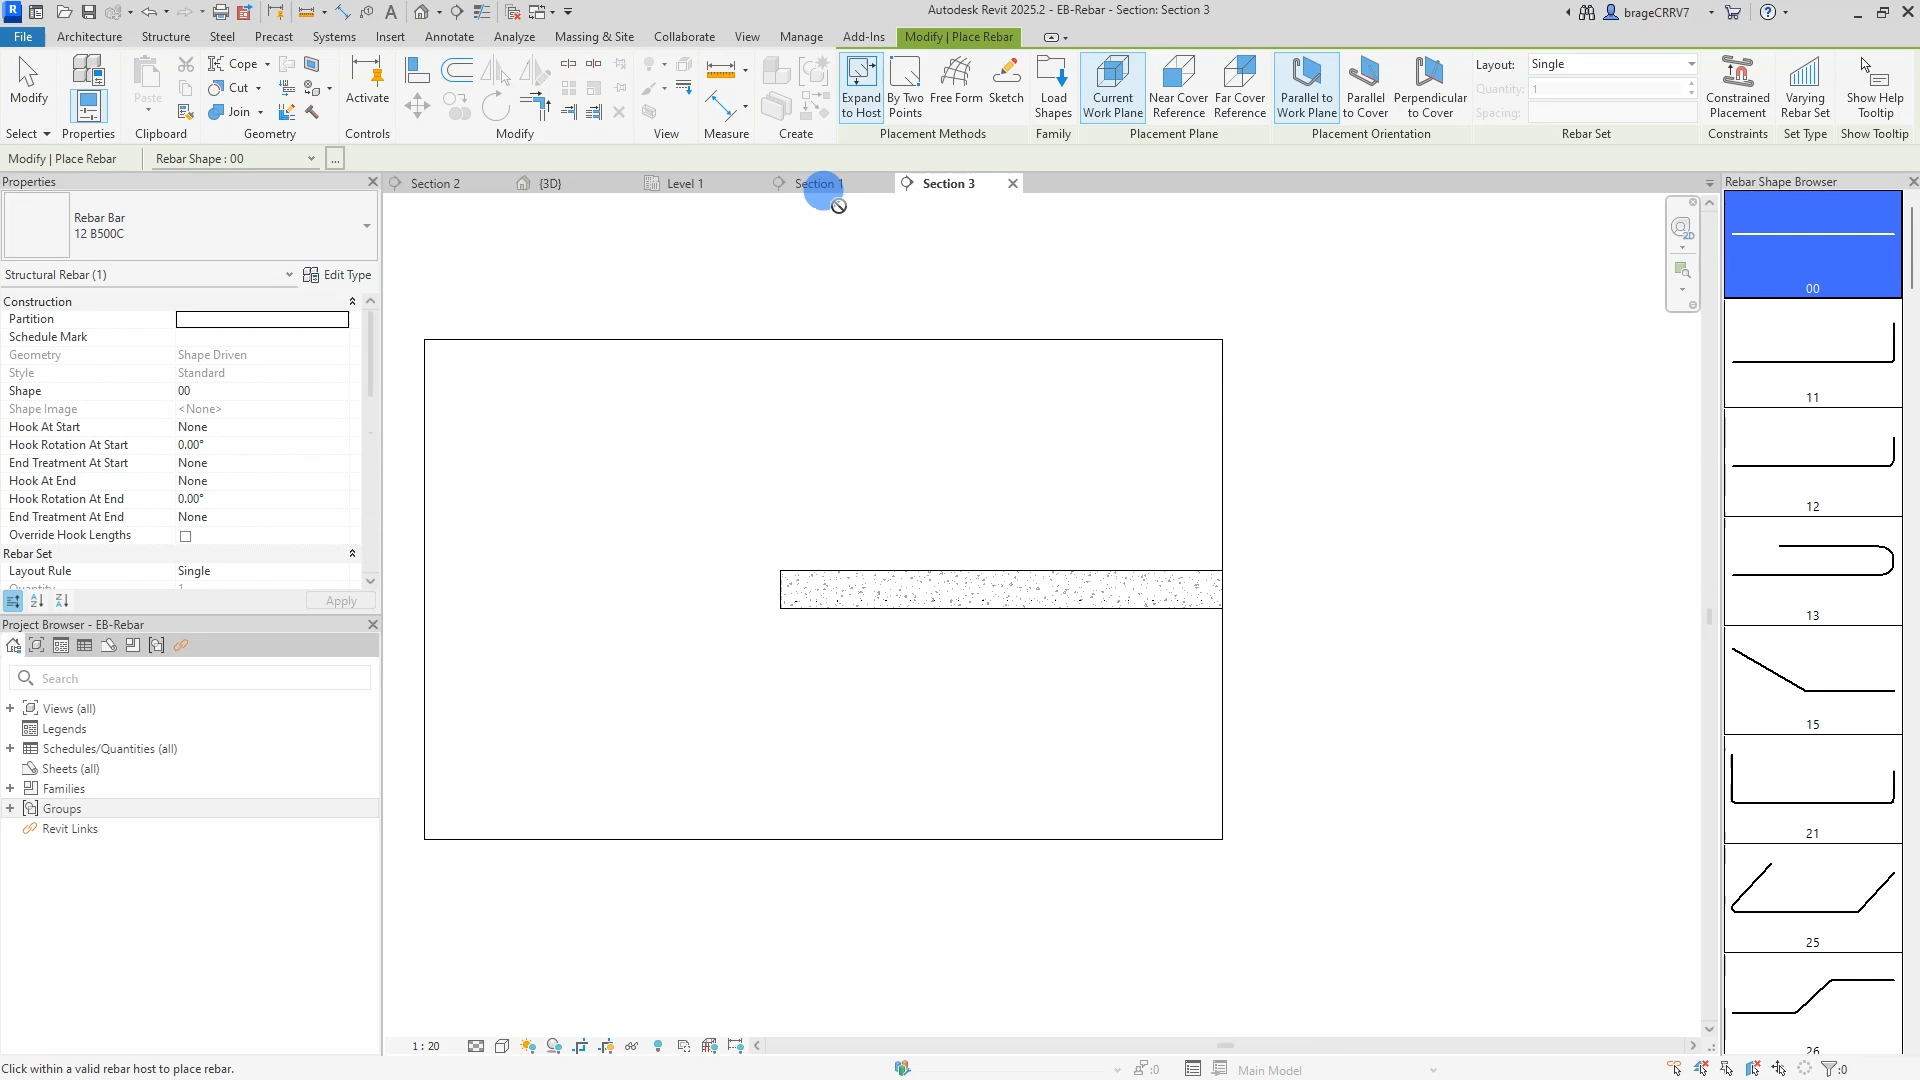 Autodesk Revit 2025.2 - EB-Rebar - Section: Section 3
brageCRRV7
File Architecture Structure Steel Precast Systems Insert Annotate Analyze Massing & Site Collaborate View Manage Add-Ins Modify | Place Rebar
Modify
Paste
Cope
Cut
Join
Activate
Expand to Host
By Two Points
Free Form
Sketch
Load Shapes
Current Work Plane
Near Cover Reference
Far Cover Reference
Parallel to Work Plane
Parallel to Cover
Perpendicular to Cover
Layout: Single
Quantity: 1
Spacing:
Constrained Placement
Varying Rebar Set
Show Help Tooltip
Select Properties Clipboard Geometry Controls Modify View Measure Create Placement Methods Family Placement Plane Placement Orientation Rebar Set Constraints Set Type Show Tooltip
Modify | Place Rebar Rebar Shape : 00 ...
Properties
Section 2 {3D} Level 1 Section 1 Section 3
Rebar Shape Browser
Rebar Bar
12 B500C
Structural Rebar (1) Edit Type
Construction
Partition
Schedule Mark
Geometry Shape Driven
Style Standard
Shape 00
Shape Image <None>
Hook At Start None
Hook Rotation At Start 0.00°
End Treatment At Start None
Hook At End None
Hook Rotation At End 0.00°
End Treatment At End None
Override Hook Lengths
Rebar Set
Layout Rule Single
Quantity 1
Apply
Project Browser - EB-Rebar
Search
Views (all)
Legends
Schedules/Quantities (all)
Sheets (all)
Families
Groups
Revit Links
2D
00
11
12
13
15
21
25
26
1 : 20
Click within a valid rebar host to place rebar.
:0
Main Model
:0